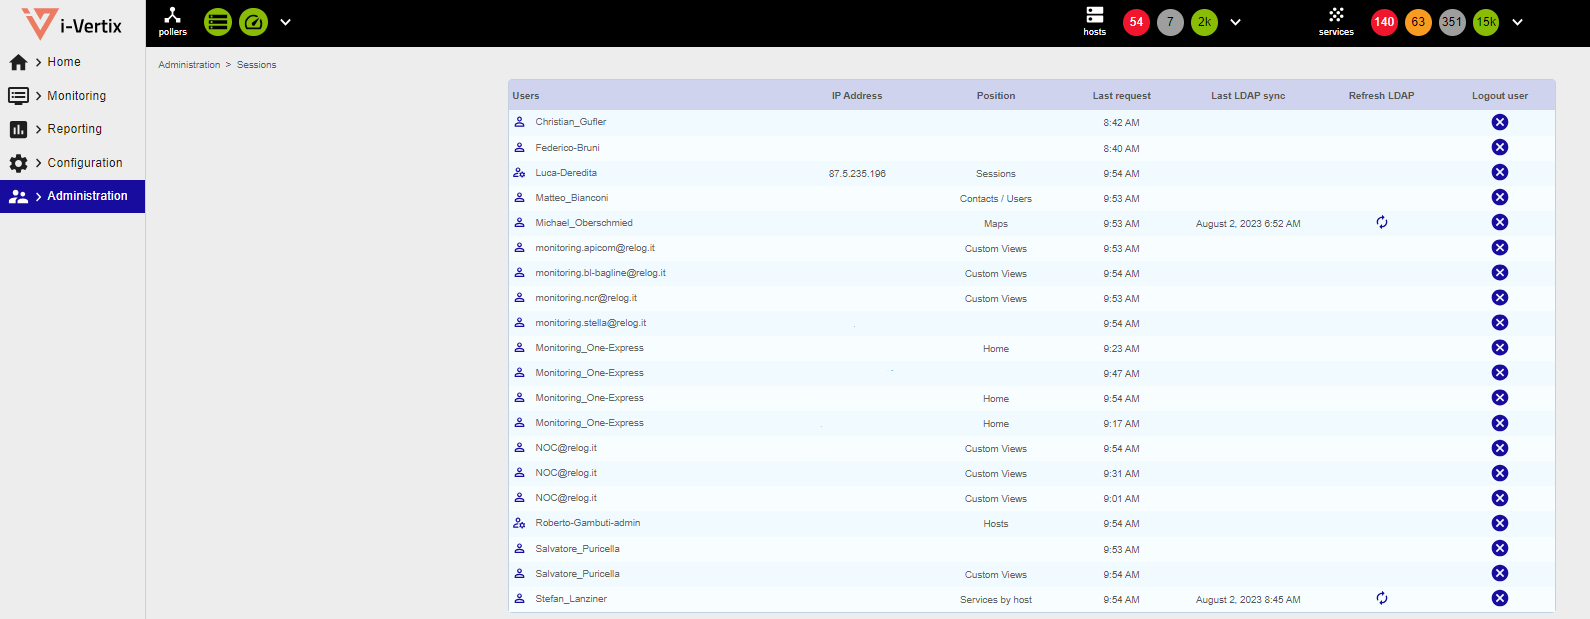 i-Vertix
pollers
hosts 54 7 2k
services 140 63 351 15k
Home
Monitoring
Reporting
Configuration
Administration
Administration > Sessions
Users IP Address Position Last request Last LDAP sync Refresh LDAP Logout user
Christian_Gufler 8:42 AM
Federico-Bruni 8:40 AM
Luca-Deredita 87.5.235.196 Sessions 9:54 AM
Matteo_Bianconi Contacts / Users 9:53 AM
Michael_Oberschmied Maps 9:53 AM August 2, 2023 6:52 AM
monitoring.apicom@relog.it Custom Views 9:53 AM
monitoring.bl-bagline@relog.it Custom Views 9:54 AM
monitoring.ncr@relog.it Custom Views 9:53 AM
monitoring.stella@relog.it 9:54 AM
Monitoring_One-Express Home 9:23 AM
Monitoring_One-Express 9:47 AM
Monitoring_One-Express Home 9:54 AM
Monitoring_One-Express Home 9:17 AM
NOC@relog.it Custom Views 9:54 AM
NOC@relog.it Custom Views 9:31 AM
NOC@relog.it Custom Views 9:01 AM
Roberto-Gambuti-admin Hosts 9:54 AM
Salvatore_Puricella 9:53 AM
Salvatore_Puricella Custom Views 9:54 AM
Stefan_Lanziner Services by host 9:54 AM August 2, 2023 8:45 AM